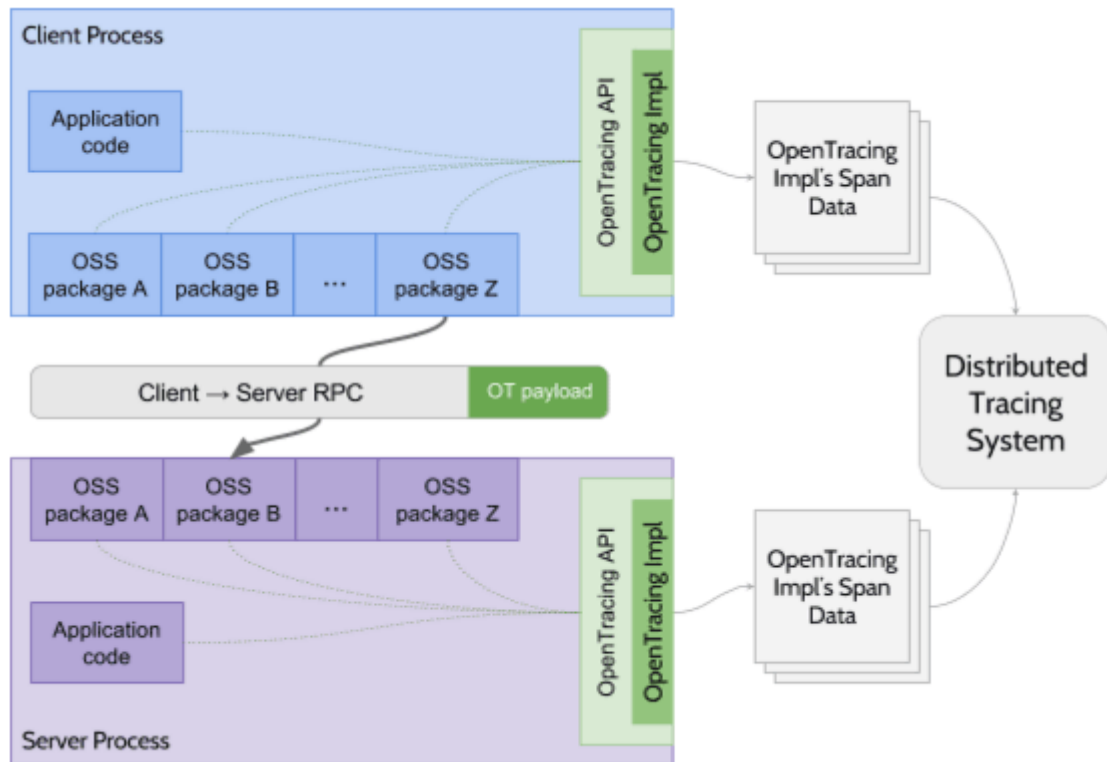 Client Process
Application
code
OSS
package A
OSS
package B
...
OSS
package Z
OpenTracing API
OpenTracing Impl
OpenTracing
Impl's Span
Data
Client → Server RPC
OT payload
Distributed
Tracing
System
OSS
package A
OSS
package B
...
OSS
package Z
Application
code
OpenTracing API
OpenTracing Impl
OpenTracing
Impl's Span
Data
Server Process